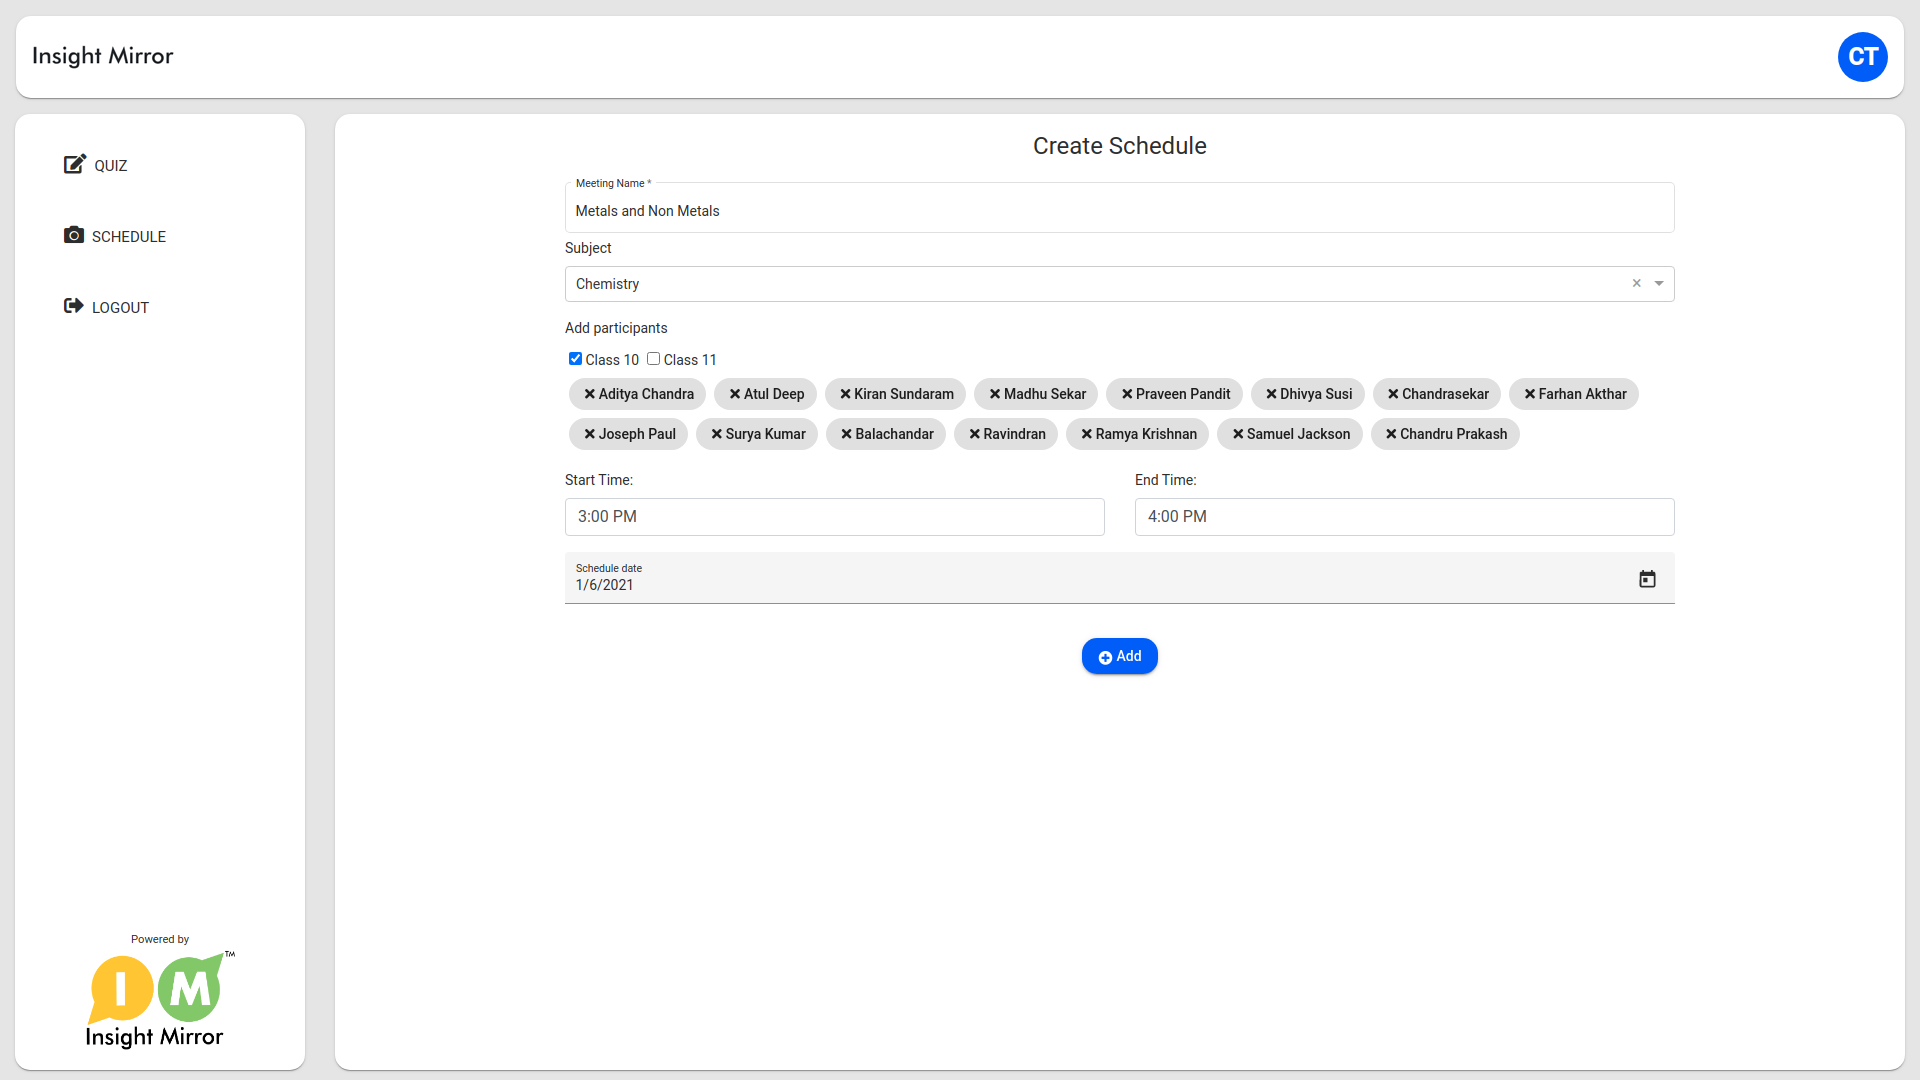 Insight Mirror
CT
QUIZ
SCHEDULE
LOGOUT
Create Schedule
Meeting Name *
Metals and Non Metals
Subject
Chemistry
Add participants
Class 10 Class 11
Aditya Chandra Atul Deep Kiran Sundaram Madhu Sekar Praveen Pandit Dhivya Susi Chandrasekar Farhan Akthar
Joseph Paul Surya Kumar Balachandar Ravindran Ramya Krishnan Samuel Jackson Chandru Prakash
Start Time: End Time:
3:00 PM 4:00 PM
Schedule date
1/6/2021
Add
Powered by
I M TM
Insight Mirror